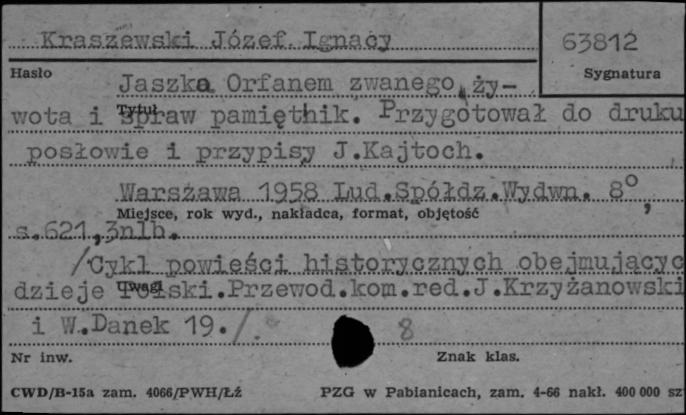 Kraszewski Józef Ignacy
63812
Hasło
Sygnatura
Jaszka Orfanem zwanego, ży-
Tytuł
wota i spraw pamiętnik. Przygotował do druku
posłowie i przypisy J.Kajtoch.
Warszawa 1958 Lud.Spółdz.Wydwn. 8°,
Miejsce, rok wyd., nakładca, format, objętość
s.621,3nlb.
/Cykl powieści historycznych obejmującyc
Uwagi
dzieje Polski.Przewod.kom.red.J.Krzyżanowski
i W.Danek 19./.
8
Nr inw.
Znak klas.
CWD/B-15a zam. 4066/PWH/Łź
PZG w Pabianicach, zam. 4-66 nakł. 400 000 sz